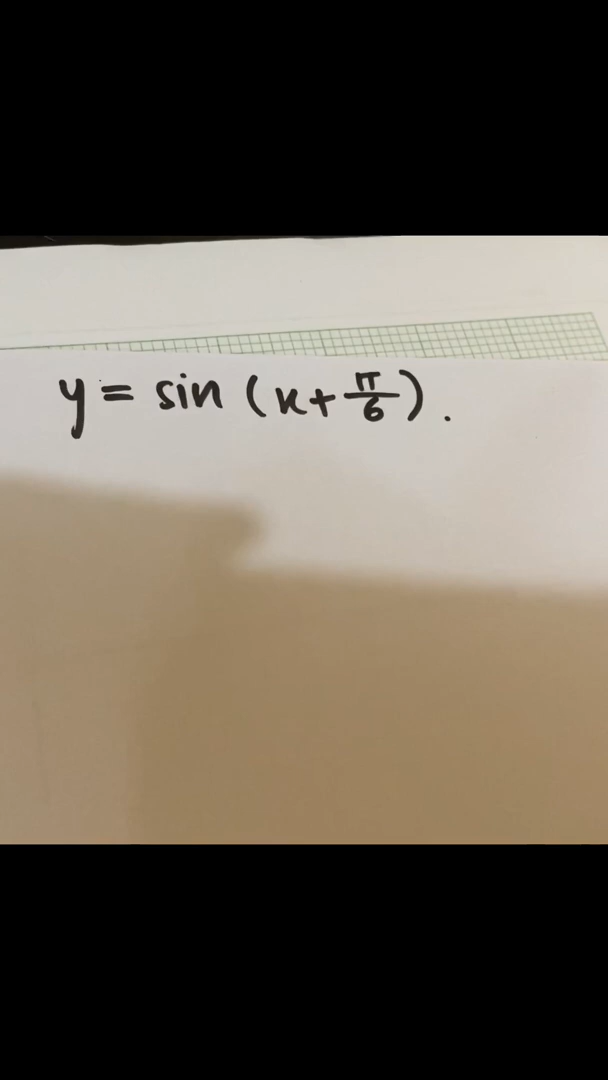 y = sin (x + π/6).